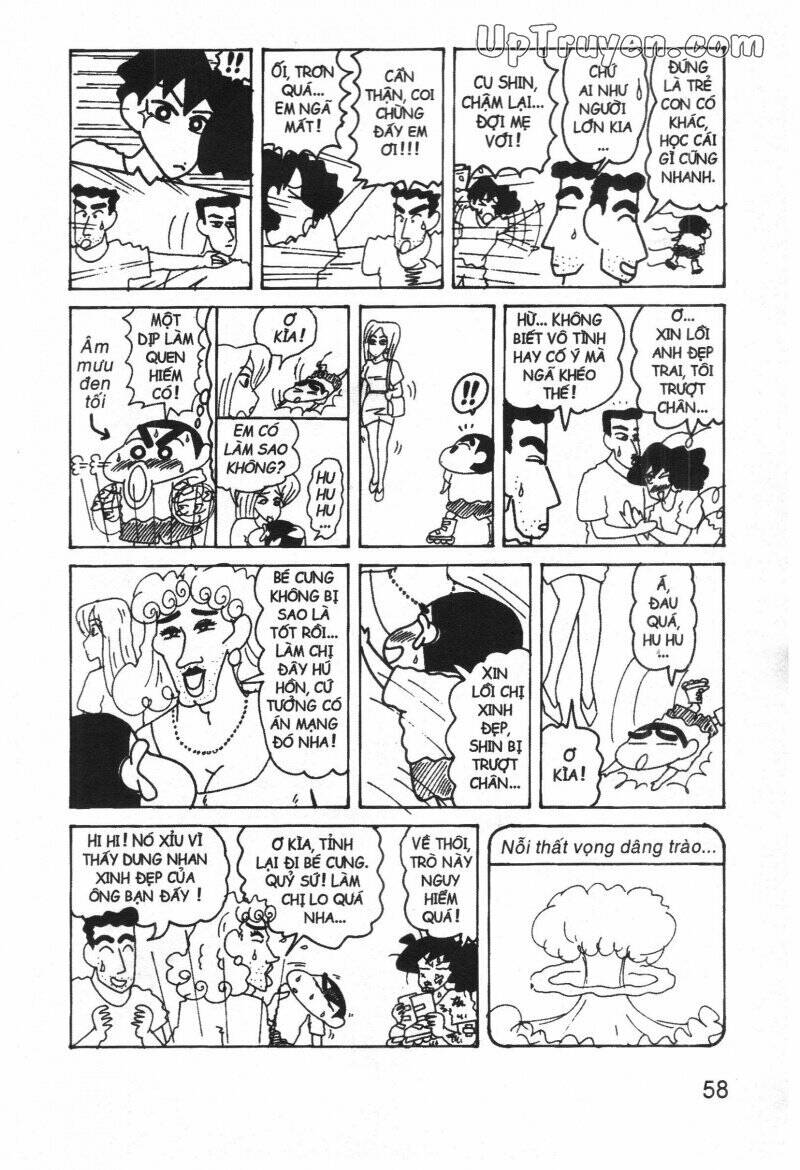 UpTruyen.com
ĐÚNG
LÀ TRẺ
CON CÓ
KHÁC,
HỌC CÁI
GÌ CŨNG
NHANH.
CHỨ
AI NHƯ
NGƯỜI
LỚN KIA
...
CU SHIN,
CHẬM LẠI...
ĐỢI MẸ
VỚI!
CẨN
THẬN, COI
CHỪNG
ĐẤY EM
ƠI!!!!
ỐI, TRƠN
QUÁ...
EM NGÃ
MẤT!
!!
Ơ...
XIN LỖI
ANH ĐẸP
TRAI, TÔI
TRƯỢT
CHÂN...
HỪ... KHÔNG
BIẾT VÔ TÌNH
HAY CỐ Ý MÀ
NGÃ KHÉO
THẾ!
!!
Ơ
KÌA!
EM CÓ
LÀM SAO
KHÔNG?
HU
HU
HU
...
MỘT
DỊP LÀM
QUEN
HIẾM
CÓ!
Âm
mưu
đen
tối
Á,
ĐAU
QUÁ,
HU HU
...
Ơ
KÌA!
XIN
LỖI CHỊ
XINH
ĐẸP,
SHIN BỊ
TRƯỢT
CHÂN...
BÉ CƯNG
KHÔNG BỊ
SAO LÀ
TỐT RỒI...
LÀM CHỊ
ĐÂY HÚ
HỒN, CỨ
TƯỞNG CÓ
ÁN MẠNG
ĐÓ NHA!
Nỗi thất vọng dâng trào...
VỀ THÔI,
TRÒ NÀY
NGUY
HIỂM
QUÁ!
Ơ KÌA, TỈNH
LẠI ĐI BÉ CƯNG.
QUỶ SỨ! LÀM
CHỊ LO QUÁ
NHA...
HI HI! NÓ XỈU VÌ
THẤY DUNG NHAN
XINH ĐẸP CỦA
ÔNG BẠN ĐẤY!
58